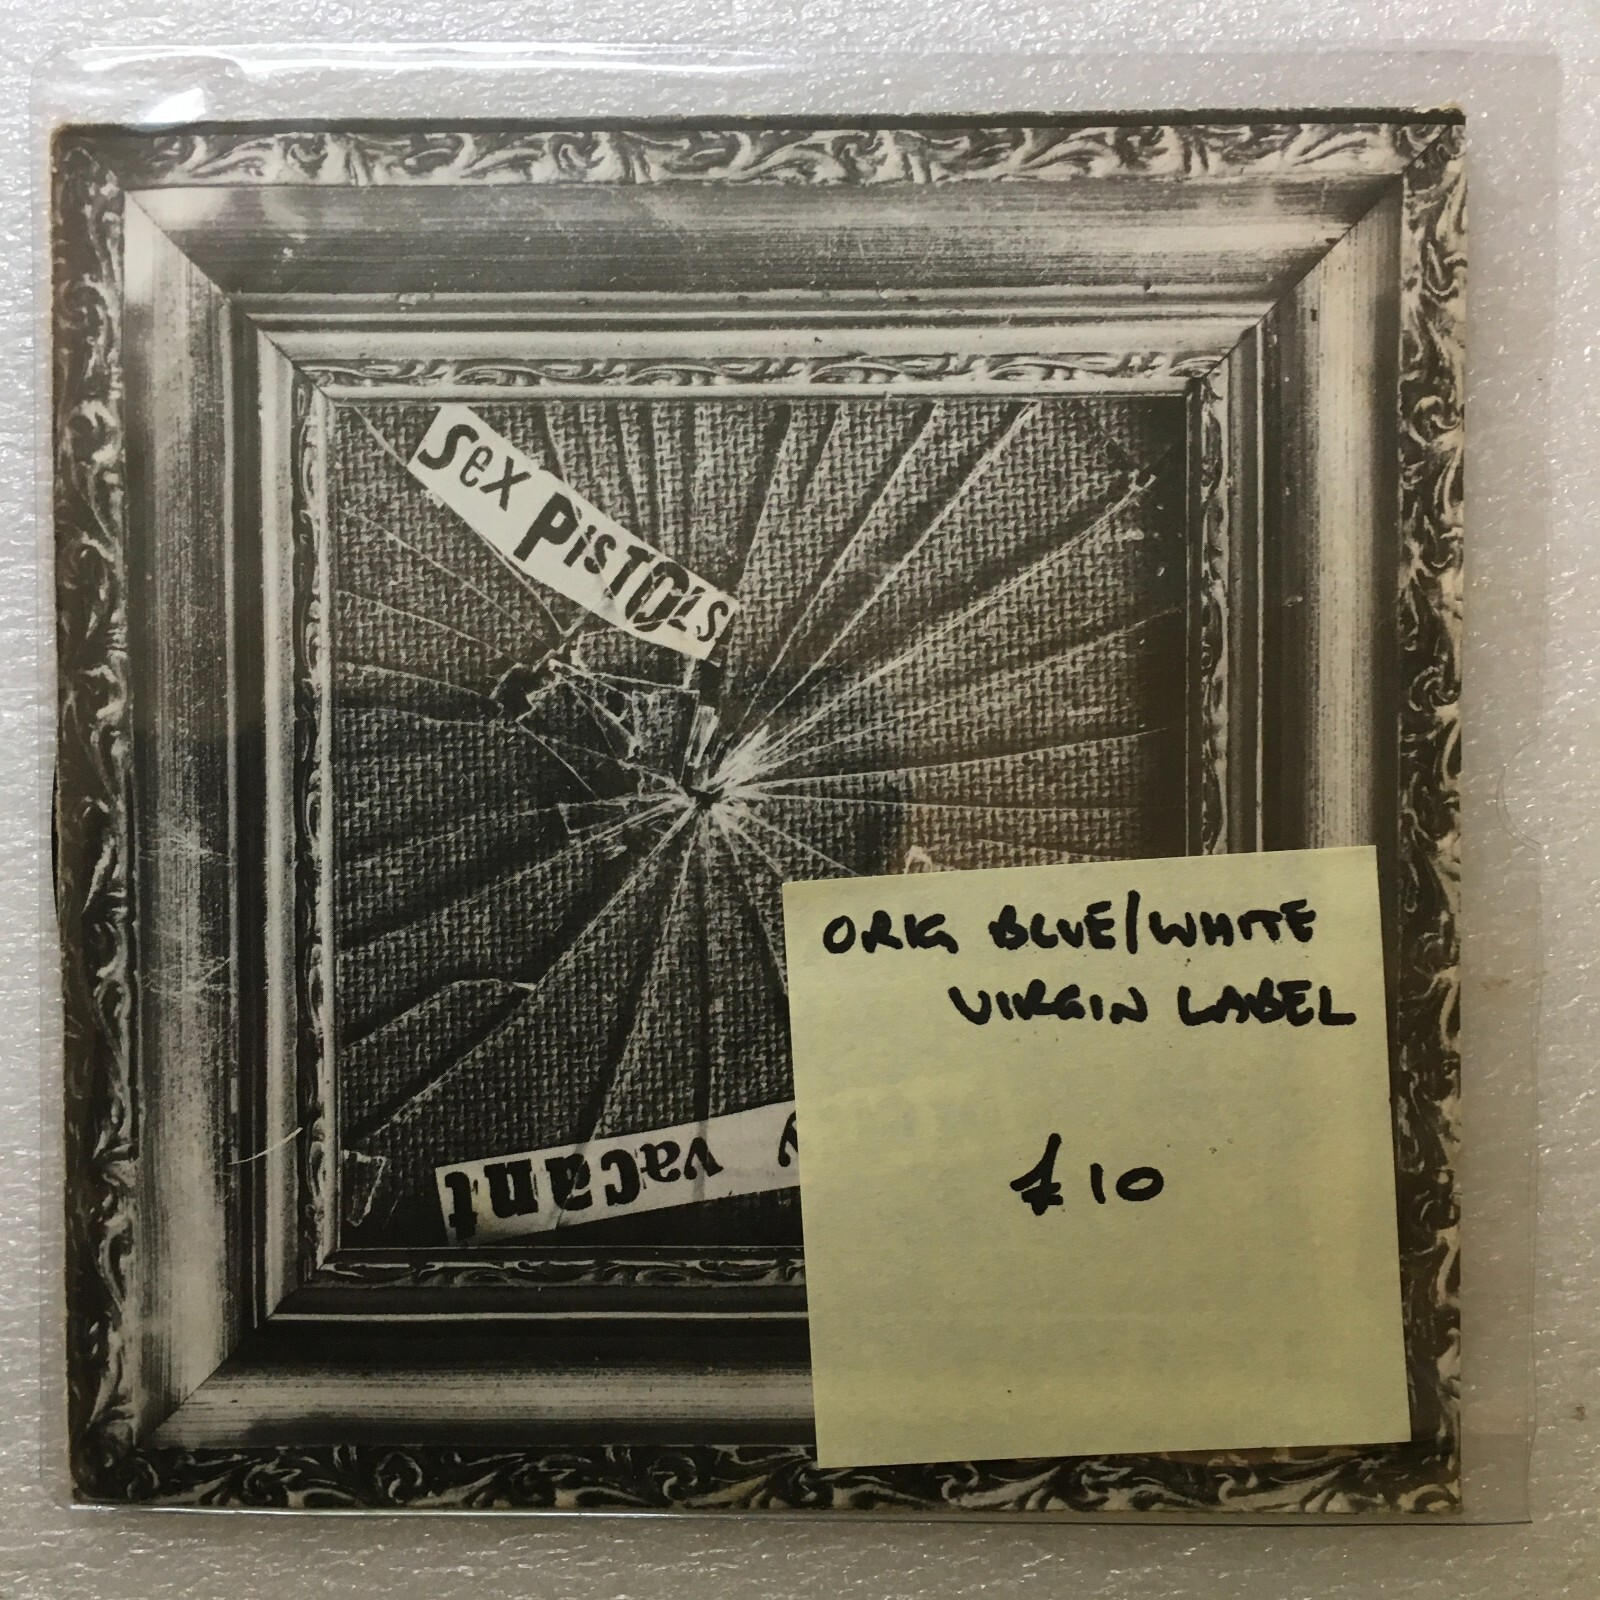 Sex PisTOLS
ORIG BLUE/WHITE
VIRGIN LABEL
£10
y vacant